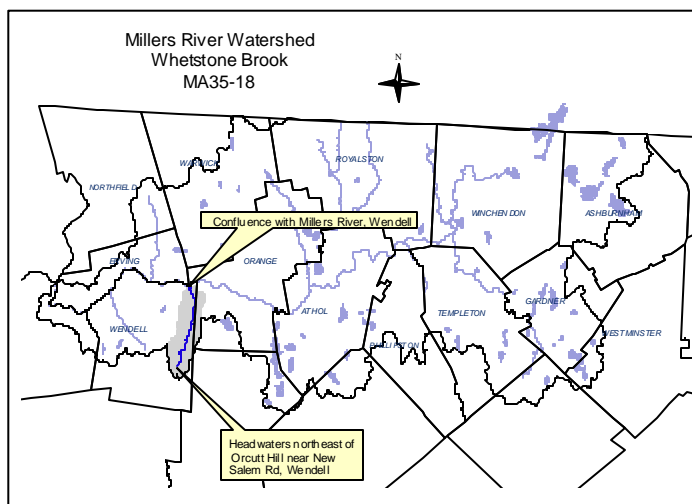 Millers River Watershed
Whetstone Brook
MA35-18
N
WARWICK
ROYALSTON
NORTHFIELD
WINCHENDON
ASHBURNHAM
Confluence with Millers River, Wendell
ERVING
ORANGE
GARDNER
ATHOL
TEMPLETON
WENDELL
WESTMINSTER
PHILLIPSTON
Headwaters northeast of
Orcutt Hill near New
Salem Rd, Wendell